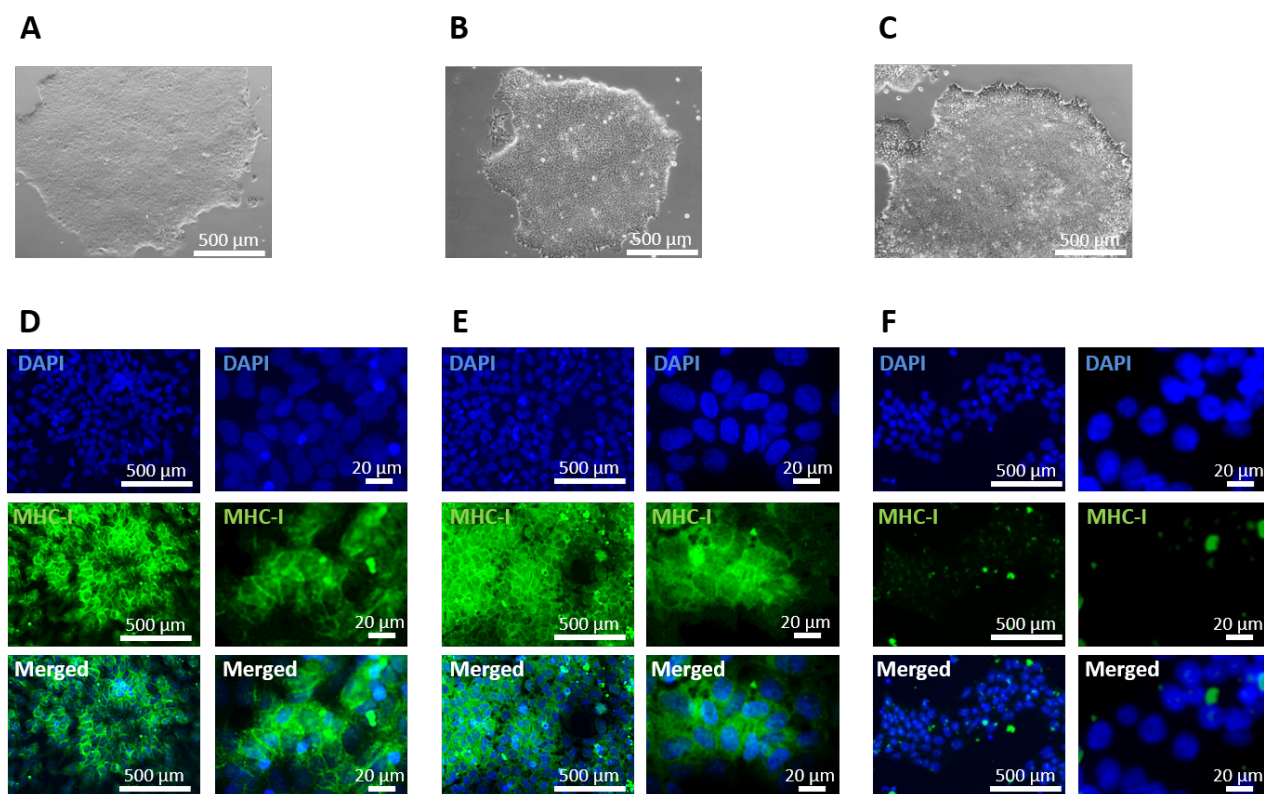 A B C
500 µm 500 µm 500 µm
D E F
DAPI DAPI DAPI DAPI DAPI DAPI
500 µm 20 µm 500 µm 20 µm 500 µm 20 µm
MHC-I MHC-I MHC-I MHC-I MHC-I MHC-I
500 µm 20 µm 500 µm 20 µm 500 µm 20 µm
Merged Merged Merged Merged Merged Merged
500 µm 20 µm 500 µm 20 µm 500 µm 20 µm